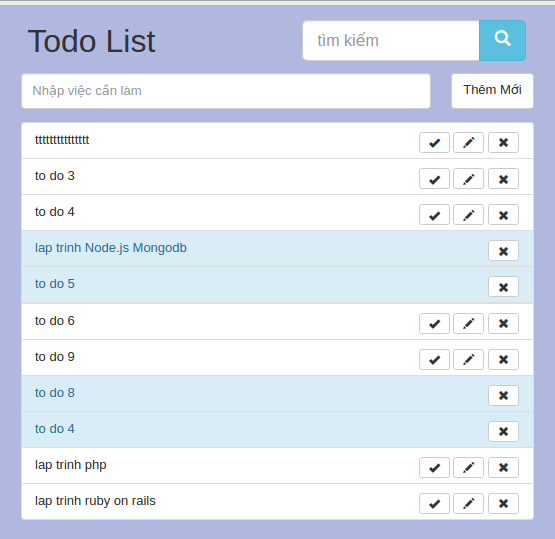 Todo List
tìm kiếm
Nhập việc cần làm
Thêm Mới
ttttttttttttttt
to do 3
to do 4
lap trinh Node.js Mongodb
to do 5
to do 6
to do 9
to do 8
to do 4
lap trinh php
lap trinh ruby on rails